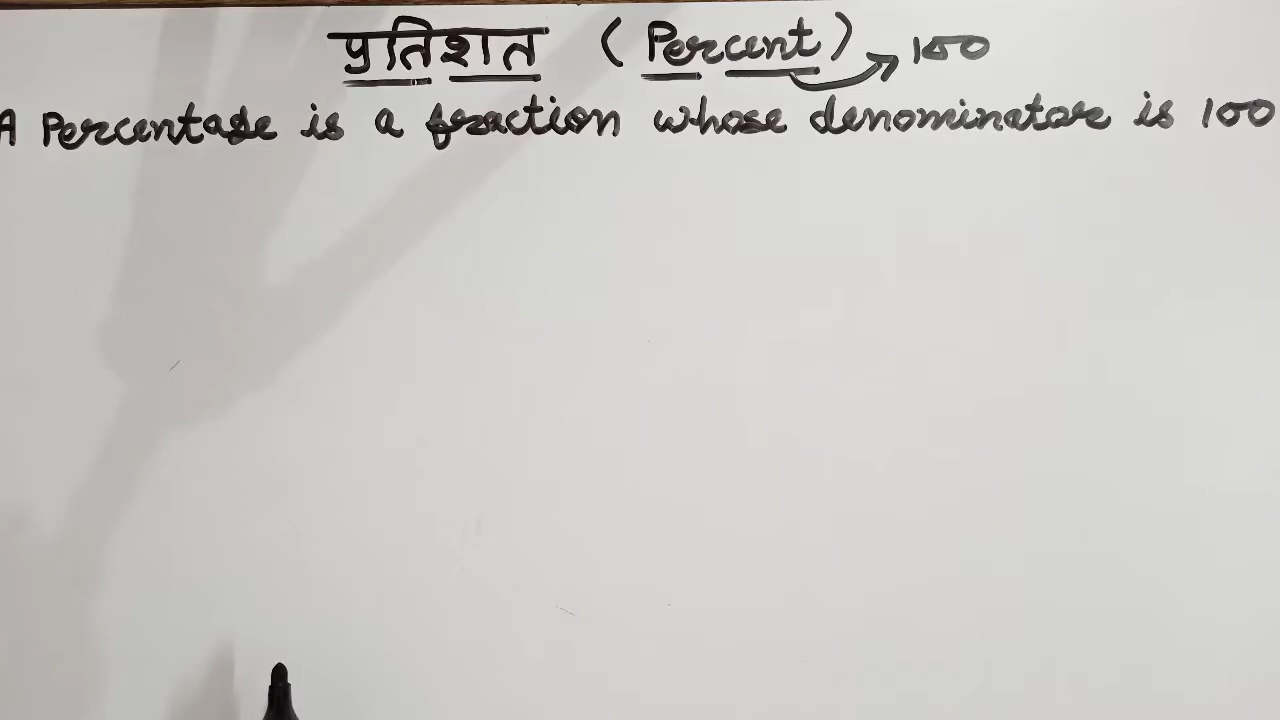 प्रतिशत (Percent) → 100
A Percentage is a fraction whose denominator is 100